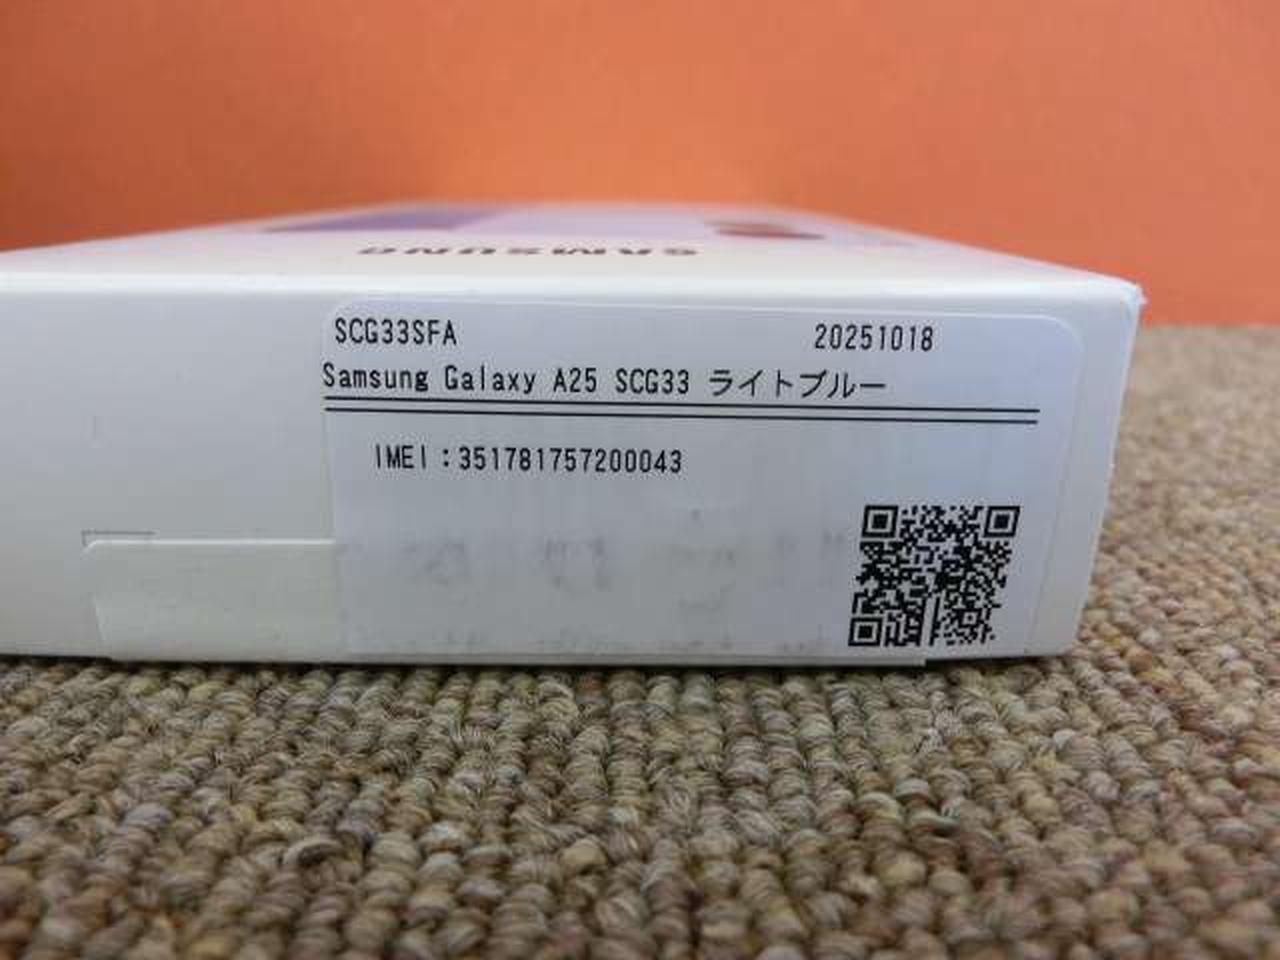 SAMSUNG
SCG33SFA 20251018
Samsung Galaxy A25 SCG33 ライトブルー
IMEI:351781757200043